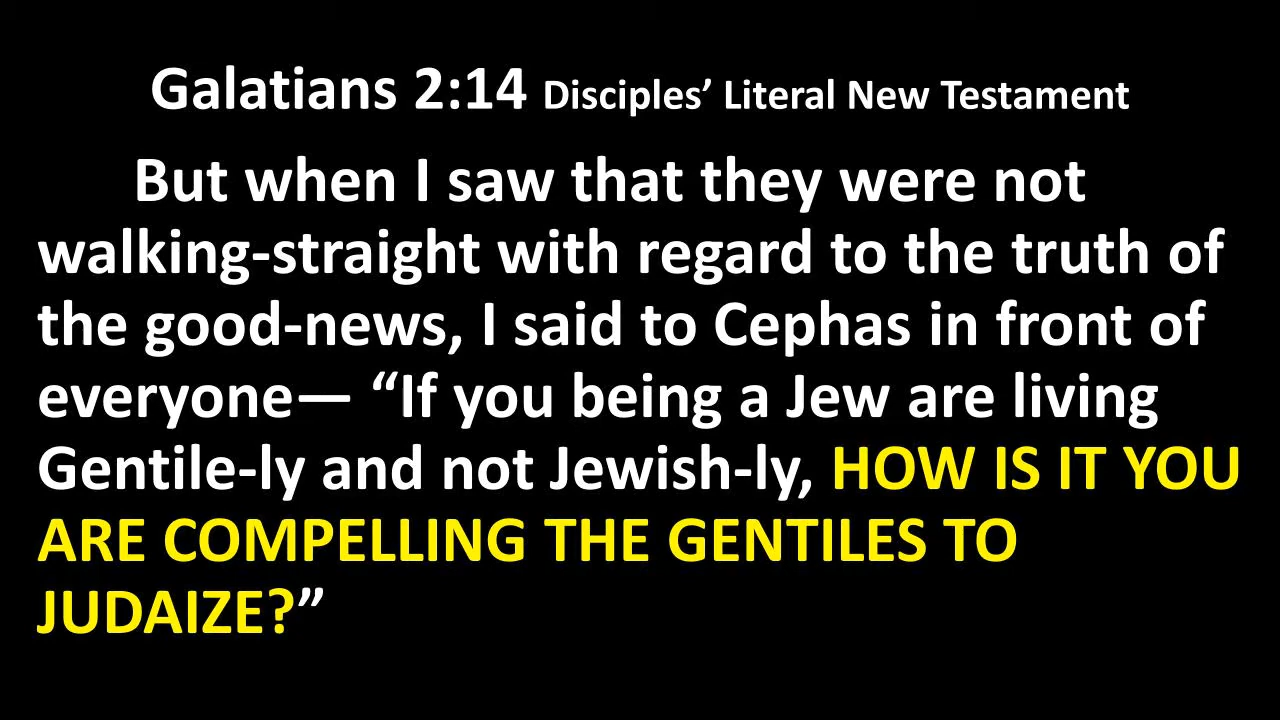 Galatians 2:14 Disciples’ Literal New Testament
But when I saw that they were not
walking-straight with regard to the truth of
the good-news, I said to Cephas in front of
everyone— “If you being a Jew are living
Gentile-ly and not Jewish-ly, HOW IS IT YOU
ARE COMPELLING THE GENTILES TO
JUDAIZE?”